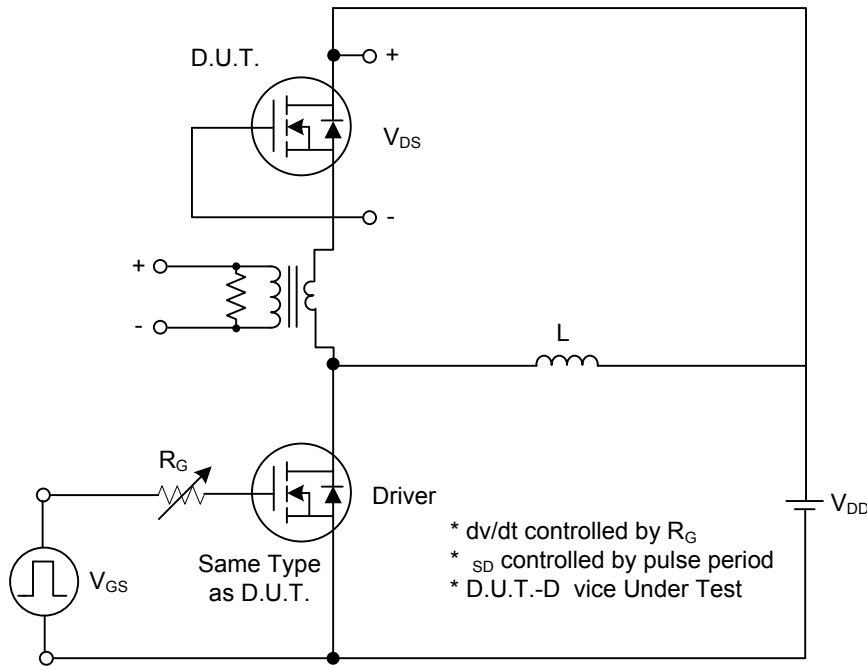 D.U.T.
+
V_DS
-
+
-
L
R_G
Driver
V_DD
V_GS
Same Type
as D.U.T.
* dv/dt controlled by R_G
* SD controlled by pulse period
* D.U.T.-D vice Under Test